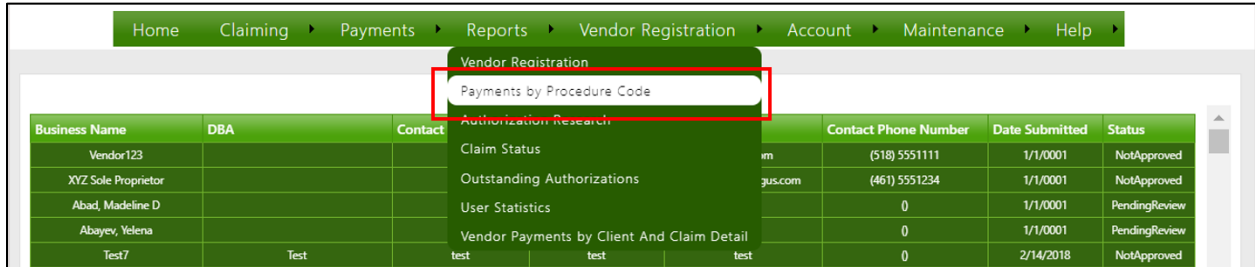 Home Claiming Payments Reports Vendor Registration Account Maintenance Help
Vendor Registration
Payments by Procedure Code
Authorization Research
Claim Status
Outstanding Authorizations
User Statistics
Vendor Payments by Client And Claim Detail
Business Name DBA Contact Contact Phone Number Date Submitted Status
Vendor123 om (518) 5551111 1/1/0001 NotApproved
XYZ Sole Proprietor gus.com (461) 5551234 1/1/0001 NotApproved
Abad, Madeline D () 1/1/0001 PendingReview
Abayev, Yelena () 1/1/0001 PendingReview
Test7 Test test test test () 2/14/2018 NotApproved